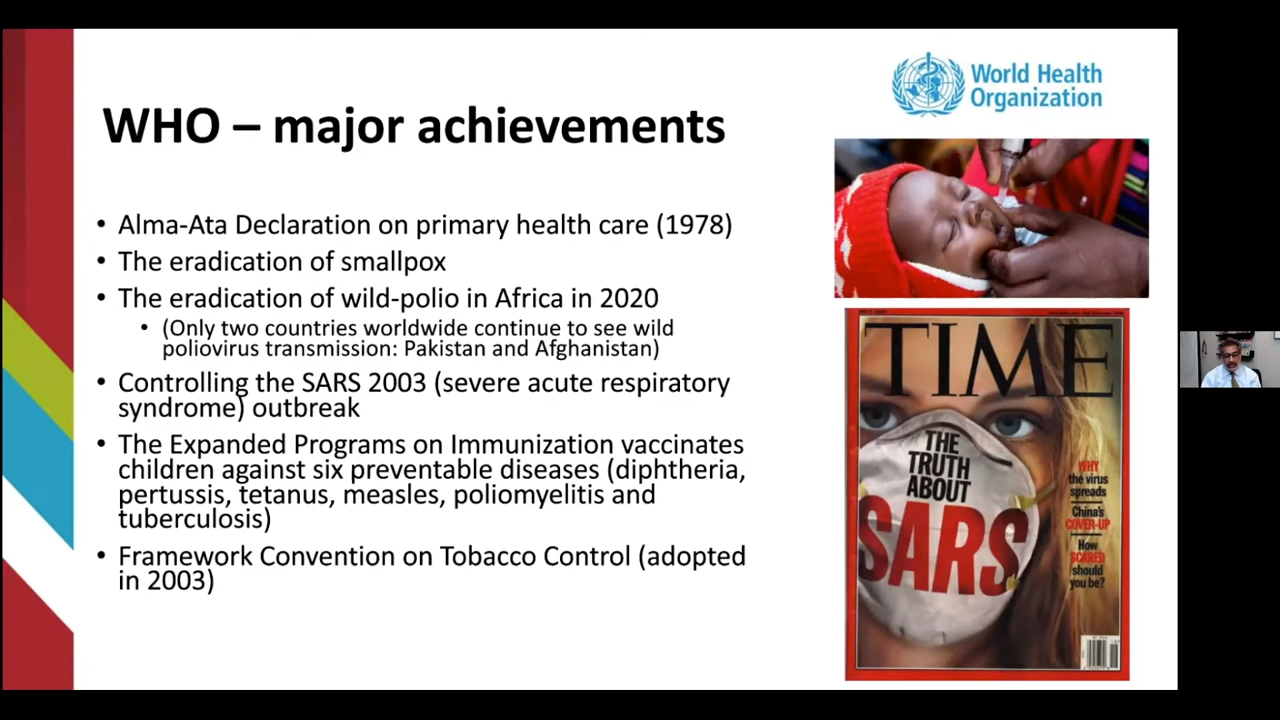 World Health
Organization
WHO – major achievements
• Alma-Ata Declaration on primary health care (1978)
• The eradication of smallpox
• The eradication of wild-polio in Africa in 2020
• (Only two countries worldwide continue to see wild
poliovirus transmission: Pakistan and Afghanistan)
• Controlling the SARS 2003 (severe acute respiratory
syndrome) outbreak
• The Expanded Programs on Immunization vaccinates
children against six preventable diseases (diphtheria,
pertussis, tetanus, measles, poliomyelitis and
tuberculosis)
• Framework Convention on Tobacco Control (adopted
in 2003)
TIME
THE
TRUTH
ABOUT
SARS
WHY
the virus
spreads
China's
COVER-UP
How
SCARED
should
you be?